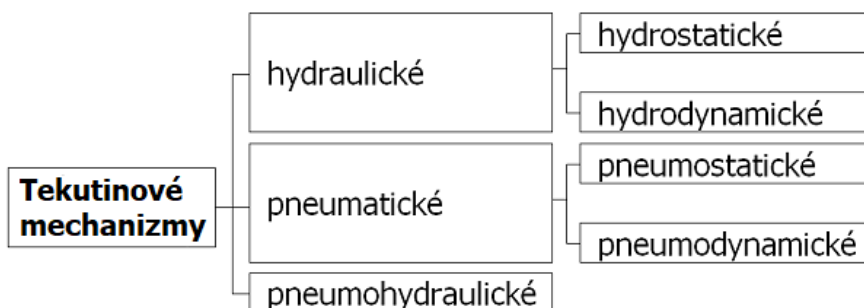 Tekutinové
mechanizmy
hydraulické
hydrostatické
hydrodynamické
pneumatické
pneumostatické
pneumodynamické
pneumohydraulické